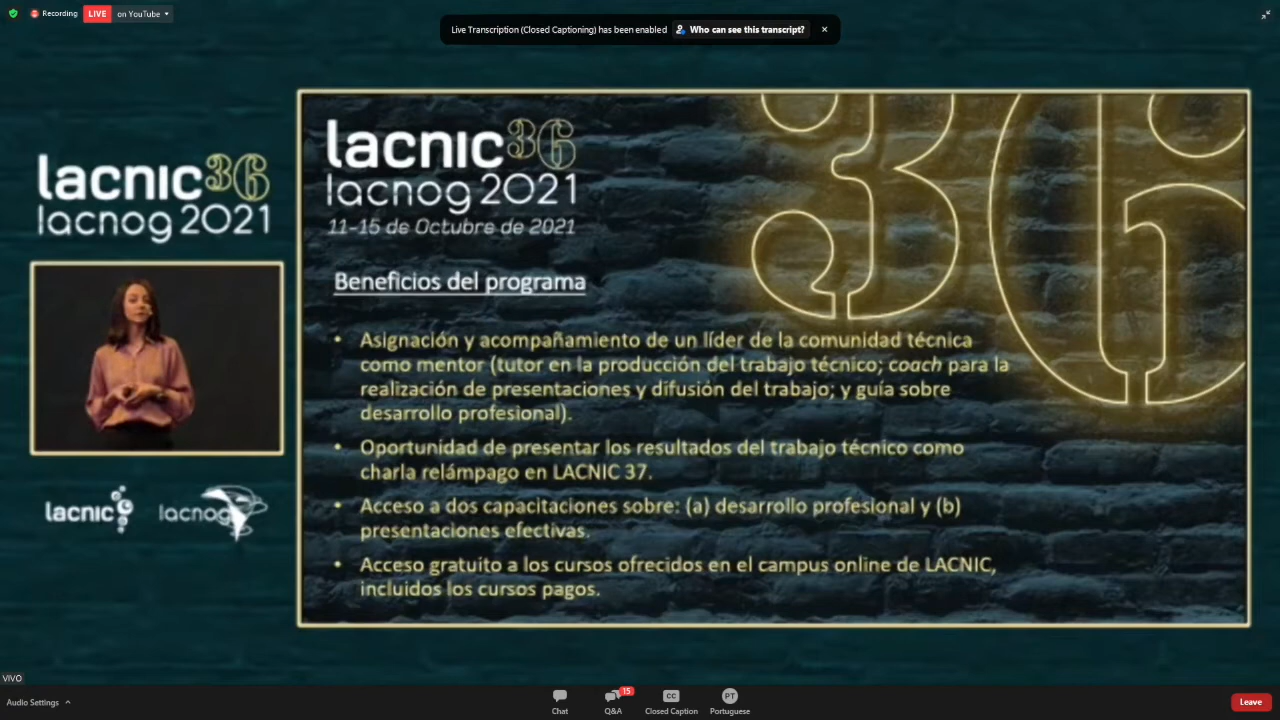 Recording
LIVE
on YouTube
Live Transcription (Closed Captioning) has been enabled
Who can see this transcript?
lacnic36
lacnog 2021
lacnic36
lacnog 2021
11-15 de Octubre de 2021
Beneficios del programa
• Asignación y acompañamiento de un líder de la comunidad técnica
como mentor (tutor en la producción del trabajo técnico; coach para la
realización de presentaciones y difusión del trabajo; y guía sobre
desarrollo profesional).
• Oportunidad de presentar los resultados del trabajo técnico como
charla relámpago en LACNIC 37.
• Acceso a dos capacitaciones sobre: (a) desarrollo profesional y (b)
presentaciones efectivas.
• Acceso gratuito a los cursos ofrecidos en el campus online de LACNIC,
incluidos los cursos pagos.
36
lacnic
lacnog
VIVO
Audio Settings
Chat
15
Q&A
CC
Closed Caption
PT
Portuguese
Leave